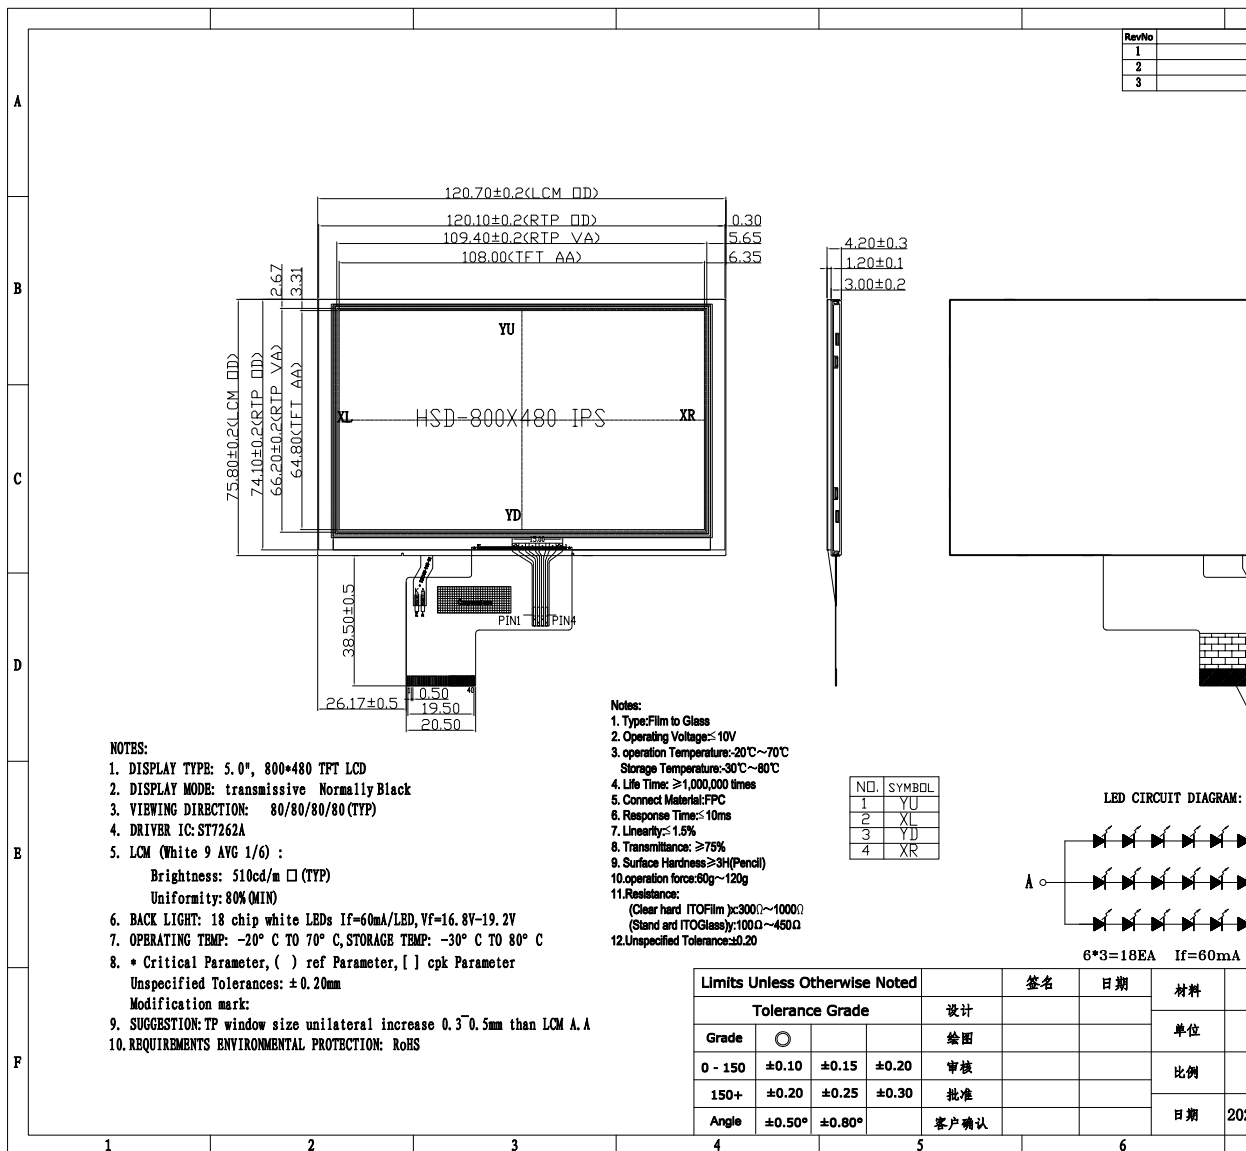 RevNo
1
2
3
A
B
C
D
E
F
120.70±0.2(LCM OD)
120.10±0.2(RTP OD)
0.30
109.40±0.2(RTP VA)
5.65
108.00(TFT AA)
6.35
2.67
3.31
75.80±0.2(LCM OD)
74.10±0.2(RTP OD)
66.20±0.2(RTP VA)
64.80(TFT AA)
YU
XL
HSD-800X480 IPS
XR
YD
4.20±0.3
1.20±0.1
3.00±0.2
15.00
38.50±0.5
PIN1
PIN4
1
40
26.17±0.5
0.50
19.50
20.50
NOTES:
1. DISPLAY TYPE: 5.0", 800*480 TFT LCD
2. DISPLAY MODE: transmissive Normally Black
3. VIEWING DIRECTION: 80/80/80/80(TYP)
4. DRIVER IC:ST7262A
5. LCM (White 9 AVG 1/6) :
Brightness: 510cd/m □ (TYP)
Uniformity:80%(MIN)
6. BACK LIGHT: 18 chip white LEDs If=60mA/LED,Vf=16.8V-19.2V
7. OPERATING TEMP: -20° C TO 70° C,STORAGE TEMP: -30° C TO 80° C
8. * Critical Parameter,( ) ref Parameter,[ ] cpk Parameter
Unspecified Tolerances: ±0.20mm
Modification mark:
9. SUGGESTION:TP window size unilateral increase 0.3~0.5mm than LCM A.A
10.REQUIREMENTS ENVIRONMENTAL PROTECTION: RoHS
Notes:
1. Type:Film to Glass
2. Operating Voltage:≤10V
3. operation Temperature:-20℃~70℃
Storage Temperature:-30℃~80℃
4. Life Time: ≥1,000,000 times
5. Connect Material:FPC
6. Response Time:≤10ms
7. Linearity:≤1.5%
8. Transmittance: ≥75%
9. Surface Hardness≥3H(Pencil)
10.operation force:60g~120g
11.Resistance:
(Clear hard ITOFilm )x:300Ω~1000Ω
(Stand ard ITOGlass)y:100Ω~450Ω
12.Unspecified Tolerance:±0.20
NO. SYMBOL
1 YU
2 XL
3 YD
4 XR
LED CIRCUIT DIAGRAM:
A
6*3=18EA If=60mA
Limits Unless Otherwise Noted
签名
日期
材料
Tolerance Grade
设计
单位
Grade
绘图
0 - 150 ±0.10 ±0.15 ±0.20
审核
比例
150+ ±0.20 ±0.25 ±0.30
批准
Angle ±0.50° ±0.80°
客户确认
日期
202
1
2
3
4
5
6